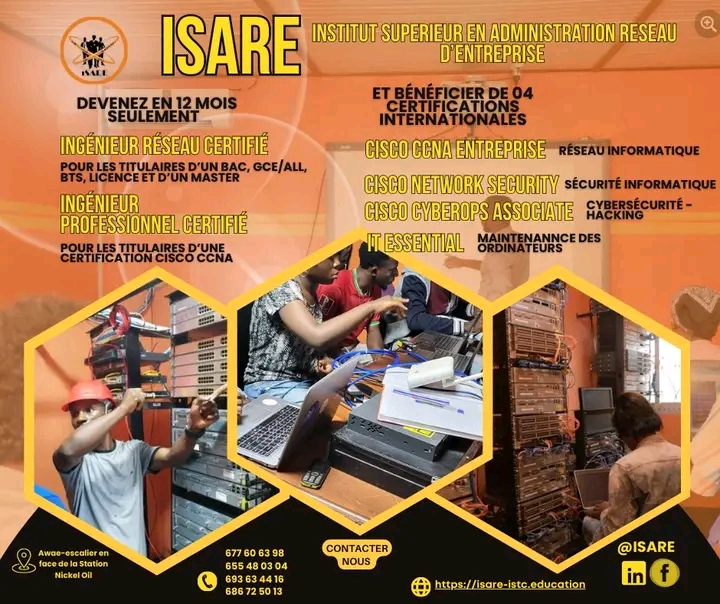 ISARE
ISARE
INSTITUT SUPERIEUR EN ADMINISTRATION RESEAU
D'ENTREPRISE
DEVENEZ EN 12 MOIS
SEULEMENT
INGÉNIEUR RÉSEAU CERTIFIÉ
POUR LES TITULAIRES D'UN BAC, GCE/ALL,
BTS, LICENCE ET D'UN MASTER
INGÉNIEUR
PROFESSIONNEL CERTIFIÉ
POUR LES TITULAIRES D'UNE
CERTIFICATION CISCO CCNA
ET BÉNÉFICIER DE 04
CERTIFICATIONS
INTERNATIONALES
CISCO CCNA ENTREPRISE RÉSEAU INFORMATIQUE
CISCO NETWORK SECURITY SÉCURITÉ INFORMATIQUE
CISCO CYBEROPS ASSOCIATE CYBERSÉCURITÉ -
HACKING
IT ESSENTIAL MAINTENANNCE DES
ORDINATEURS
Awae-escalier en
face de la Station
Nickel Oil
677 60 63 98
655 48 03 04
693 63 44 16
686 72 50 13
CONTACTER
NOUS
https://isare-istc.education
@ISARE
in f